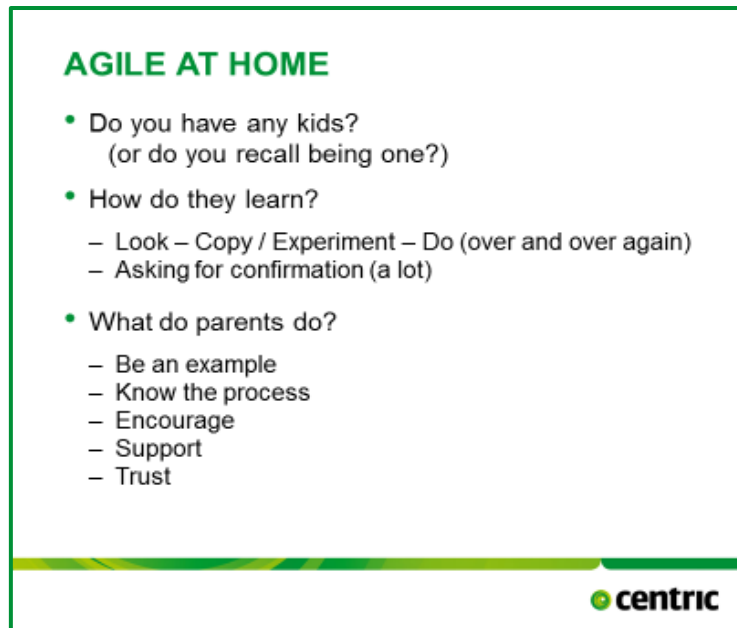 AGILE AT HOME
• Do you have any kids?
(or do you recall being one?)
• How do they learn?
– Look – Copy / Experiment – Do (over and over again)
– Asking for confirmation (a lot)
• What do parents do?
– Be an example
– Know the process
– Encourage
– Support
– Trust
centric